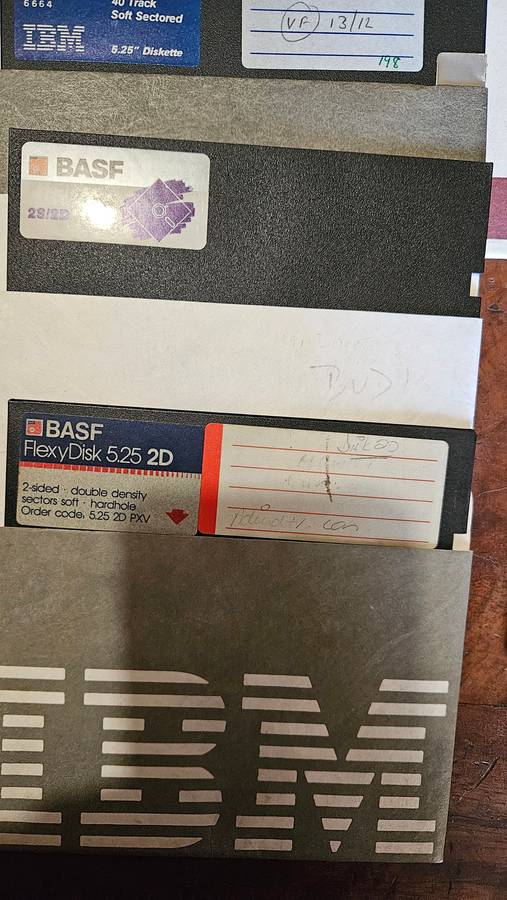 6664
40 Track
Soft Sectored
IBM
5.25" Diskette
VF 13/12
198
BASF
2S/2D
BASF
FlexyDisk 5.25 2D
2-sided · double density
sectors soft · hardhole
Order code, 5.25 2D PXV
IBM